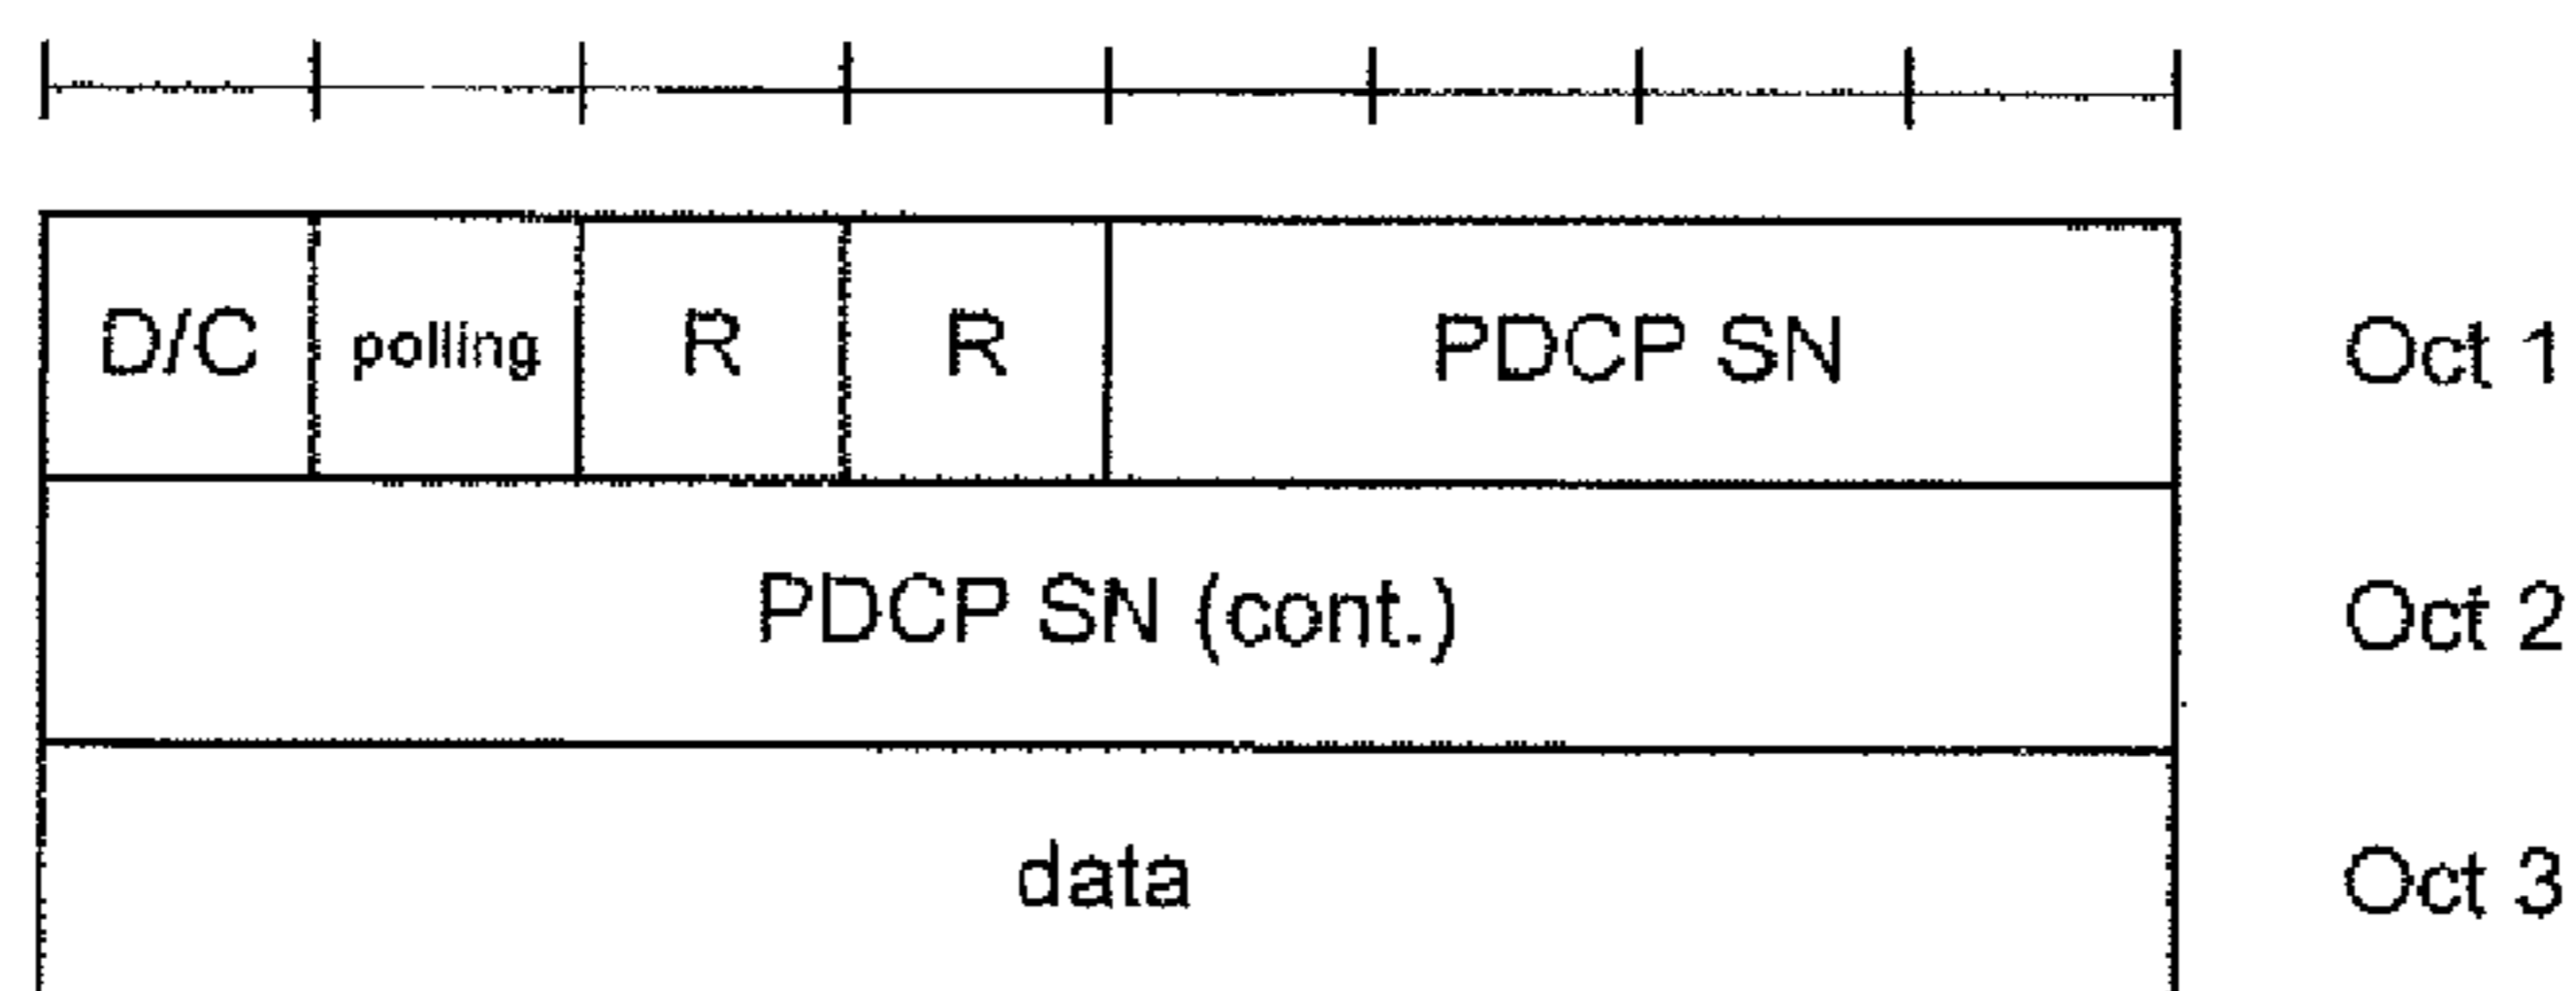 D/C polling R R PDCP SN Oct 1
PDCP SN (cont.) Oct 2
data Oct 3